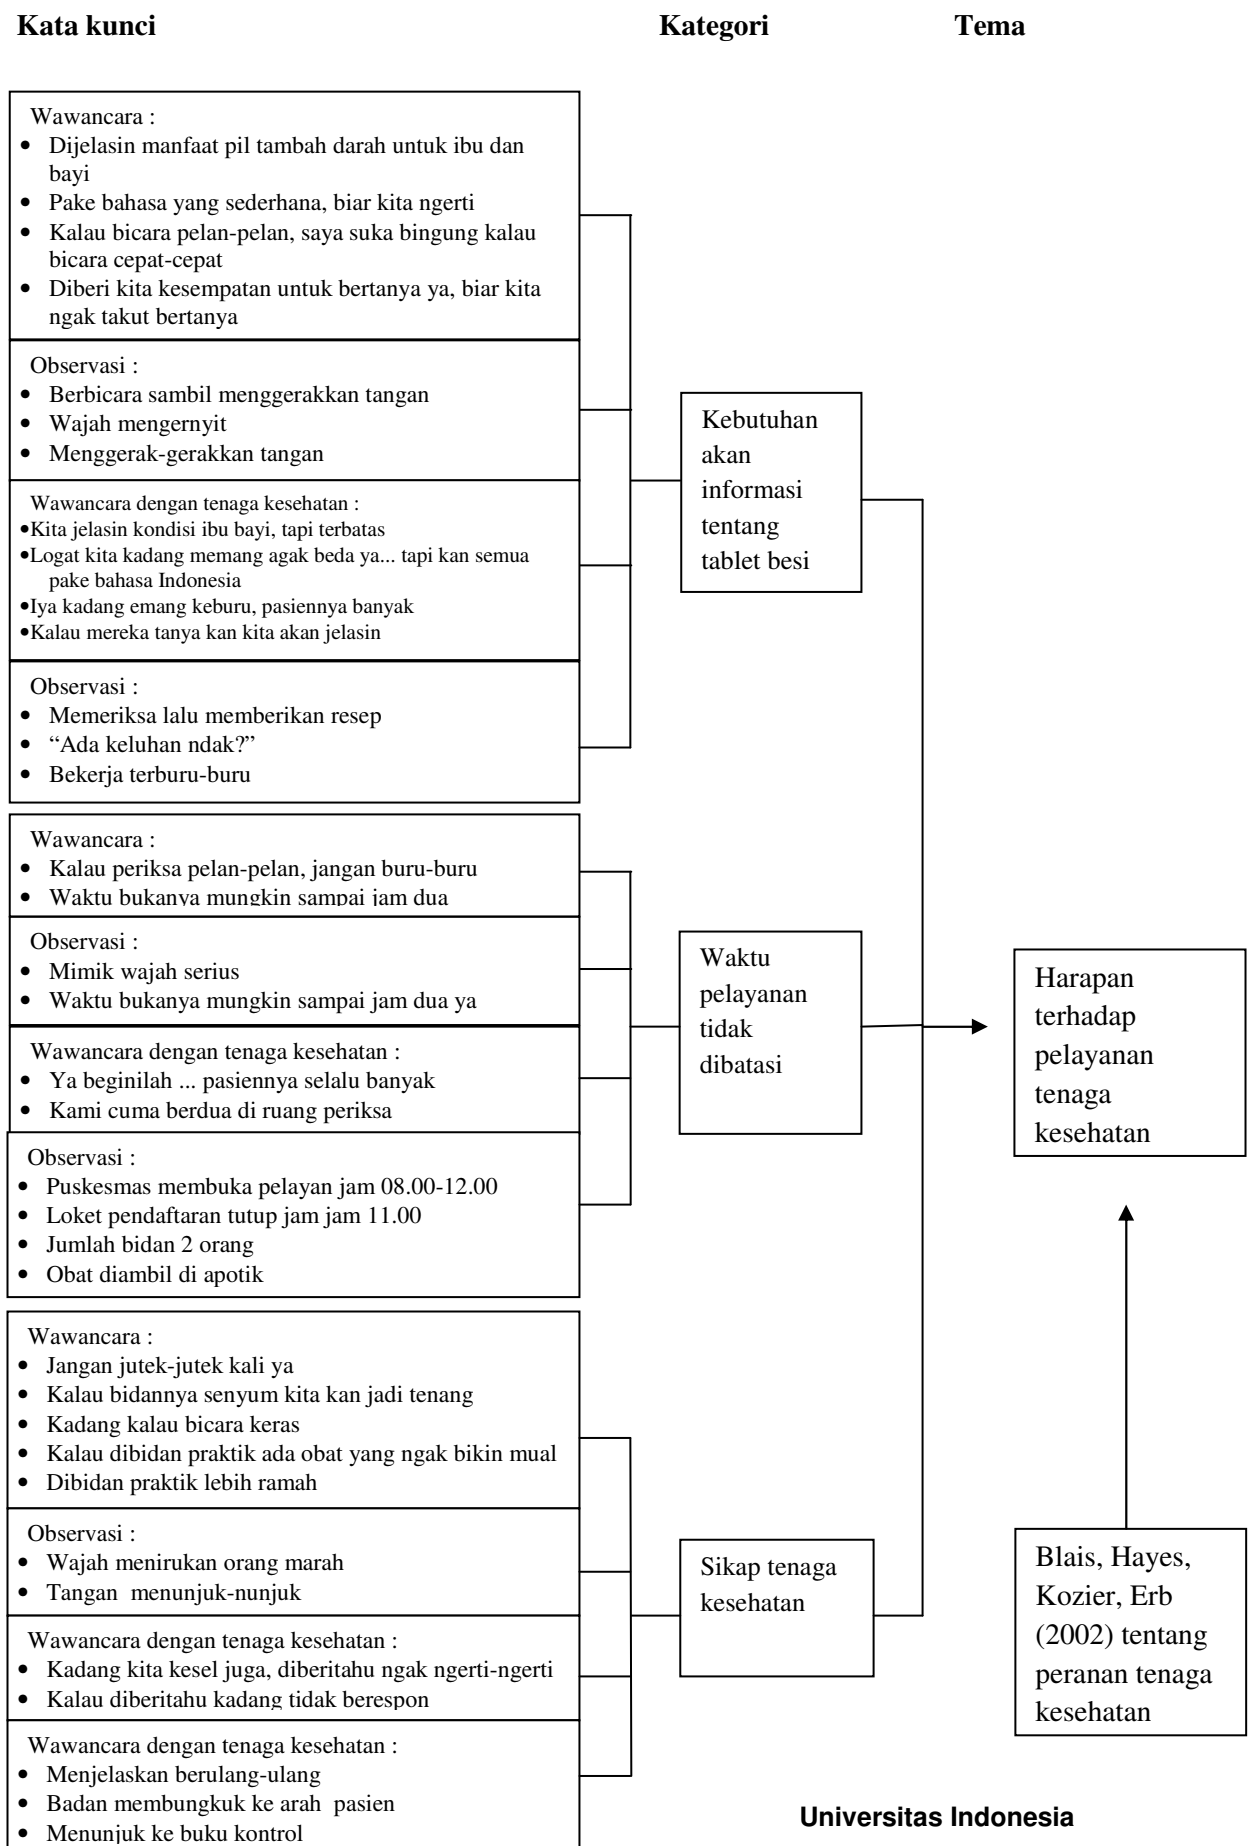 Kata kunci
Kategori
Tema
Wawancara :
• Dijelasin manfaat pil tambah darah untuk ibu dan
bayi
• Pake bahasa yang sederhana, biar kita ngerti
• Kalau bicara pelan-pelan, saya suka bingung kalau
bicara cepat-cepat
• Diberi kita kesempatan untuk bertanya ya, biar kita
ngak takut bertanya
Observasi :
• Berbicara sambil menggerakkan tangan
• Wajah mengernyit
• Menggerak-gerakkan tangan
Wawancara dengan tenaga kesehatan :
•Kita jelasin kondisi ibu bayi, tapi terbatas
•Logat kita kadang memang agak beda ya... tapi kan semua
pake bahasa Indonesia
•Iya kadang emang keburu, pasiennya banyak
•Kalau mereka tanya kan kita akan jelasin
Observasi :
• Memeriksa lalu memberikan resep
• “Ada keluhan ndak?”
• Bekerja terburu-buru
Kebutuhan
akan
informasi
tentang
tablet besi
Wawancara :
• Kalau periksa pelan-pelan, jangan buru-buru
• Waktu bukanya mungkin sampai jam dua
Observasi :
• Mimik wajah serius
• Waktu bukanya mungkin sampai jam dua ya
Wawancara dengan tenaga kesehatan :
• Ya beginilah ... pasiennya selalu banyak
• Kami cuma berdua di ruang periksa
Observasi :
• Puskesmas membuka pelayan jam 08.00-12.00
• Loket pendaftaran tutup jam jam 11.00
• Jumlah bidan 2 orang
• Obat diambil di apotik
Waktu
pelayanan
tidak
dibatasi
Harapan
terhadap
pelayanan
tenaga
kesehatan
Wawancara :
• Jangan jutek-jutek kali ya
• Kalau bidannya senyum kita kan jadi tenang
• Kadang kalau bicara keras
• Kalau dibidan praktik ada obat yang ngak bikin mual
• Dibidan praktik lebih ramah
Observasi :
• Wajah menirukan orang marah
• Tangan menunjuk-nunjuk
Wawancara dengan tenaga kesehatan :
• Kadang kita kesel juga, diberitahu ngak ngerti-ngerti
• Kalau diberitahu kadang tidak berespon
Wawancara dengan tenaga kesehatan :
• Menjelaskan berulang-ulang
• Badan membungkuk ke arah pasien
• Menunjuk ke buku kontrol
Sikap tenaga
kesehatan
Blais, Hayes,
Kozier, Erb
(2002) tentang
peranan tenaga
kesehatan
Universitas Indonesia